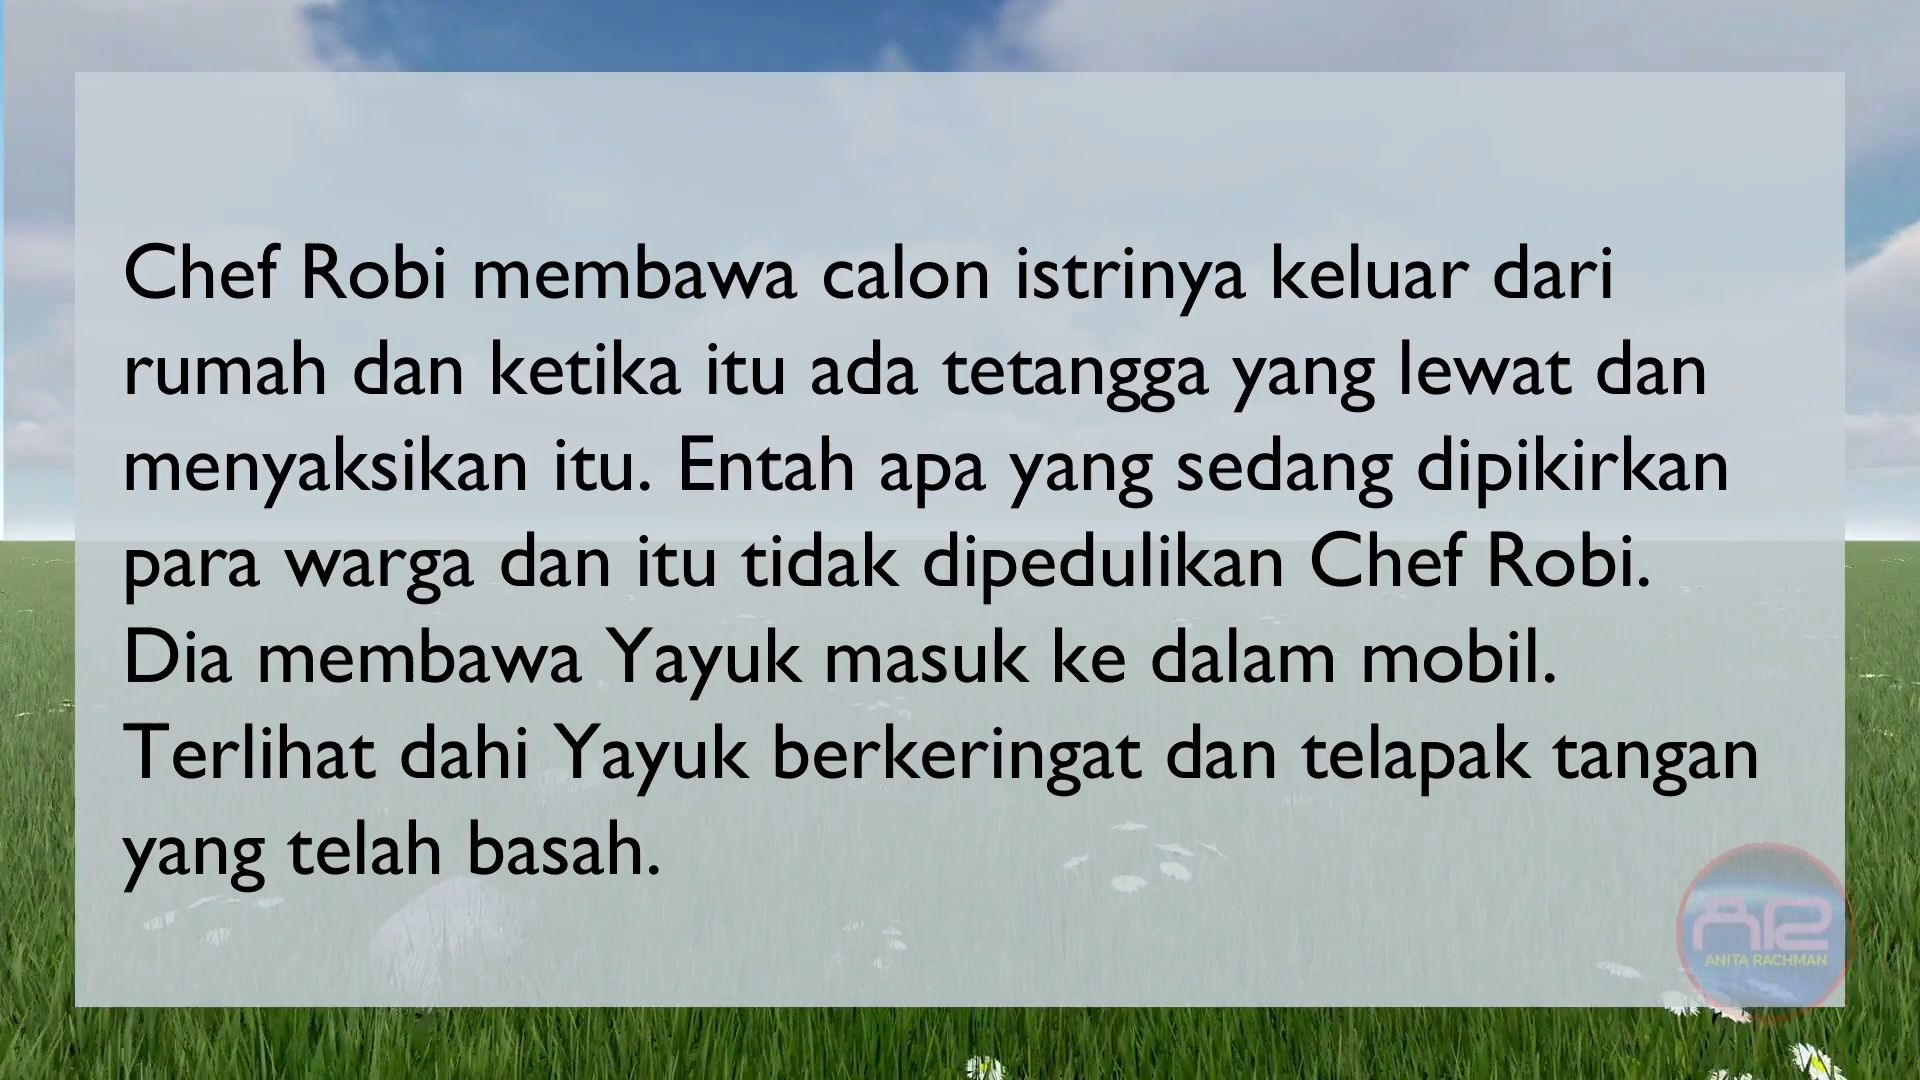 Chef Robi membawa calon istrinya keluar dari
rumah dan ketika itu ada tetangga yang lewat dan
menyaksikan itu. Entah apa yang sedang dipikirkan
para warga dan itu tidak dipedulikan Chef Robi.
Dia membawa Yayuk masuk ke dalam mobil.
Terlihat dahi Yayuk berkeringat dan telapak tangan
yang telah basah.
AR
ANITA RACHMAN